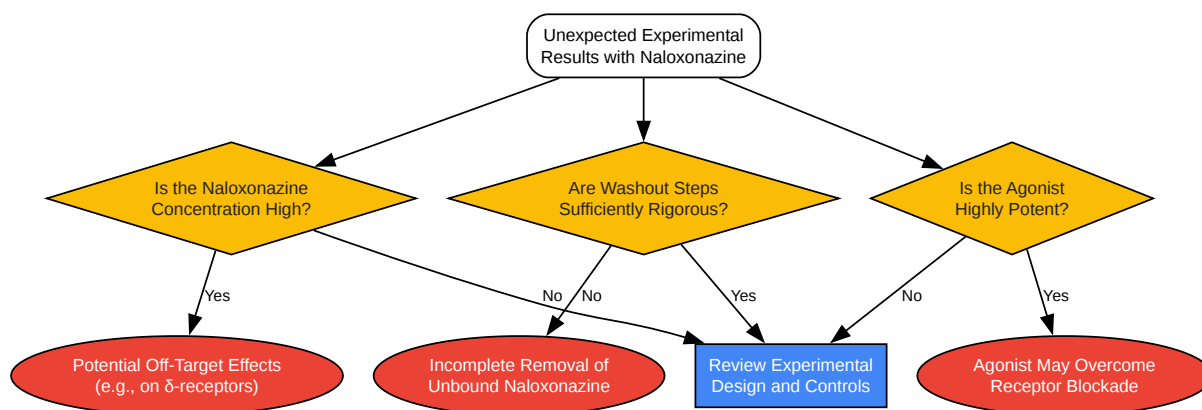 Unexpected Experimental
Results with Naloxonazine
Is the Naloxonazine
Concentration High?
Are Washout Steps
Sufficiently Rigorous?
Is the Agonist
Highly Potent?
Yes
No
No
Yes
No
Yes
Potential Off-Target Effects
(e.g., on δ-receptors)
Incomplete Removal of
Unbound Naloxonazine
Review Experimental
Design and Controls
Agonist May Overcome
Receptor Blockade